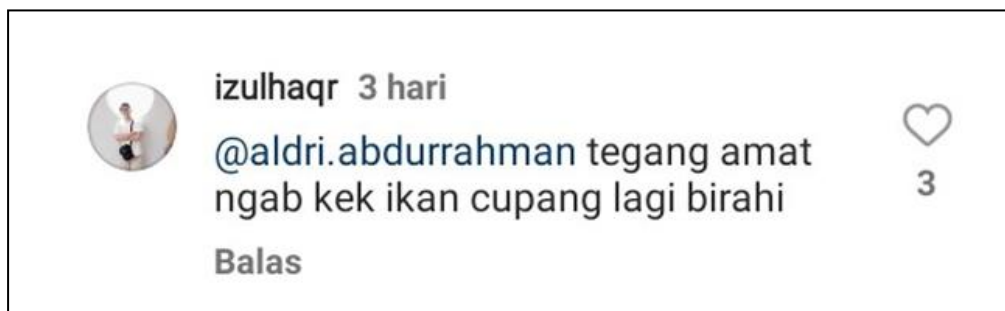 izulhaqr 3 hari
@aldri.abdurrahman tegang amat
ngab kek ikan cupang lagi birahi
3
Balas